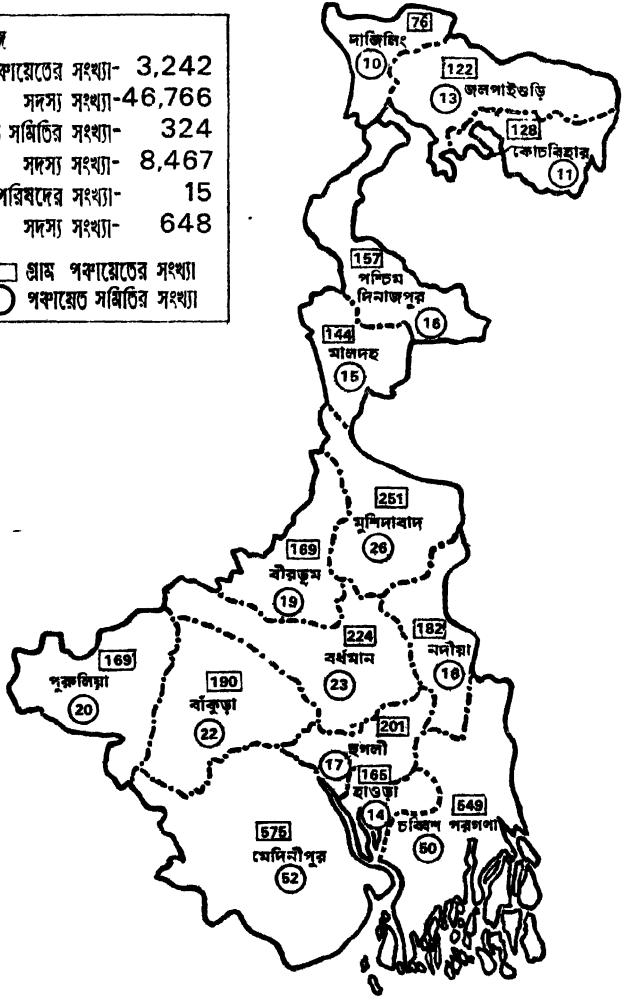 পঞ্চায়েতের সংখ্যা- 3,242
সদস্য সংখ্যা-46,766
সমিতির সংখ্যা- 324
সদস্য সংখ্যা- 8,467
পরিষদের সংখ্যা- 15
সদস্য সংখ্যা- 648
গ্রাম পঞ্চায়েতের সংখ্যা
পঞ্চায়েত সমিতির সংখ্যা
76
দার্জিলিং
10
122
জলপাইগুড়ি
13
128
কোচবিহার
11
157
পশ্চিম
দিনাজপুর
16
144
মালদহ
15
251
মুর্শিদাবাদ
26
169
বীরভূম
19
224
বর্ধমান
23
182
নদীয়া
16
169
পুরুলিয়া
20
190
বাঁকুড়া
22
201
হুগলী
17
165
হাওড়া
14
549
চব্বিশ পরগণা
50
575
মেদিনীপুর
52